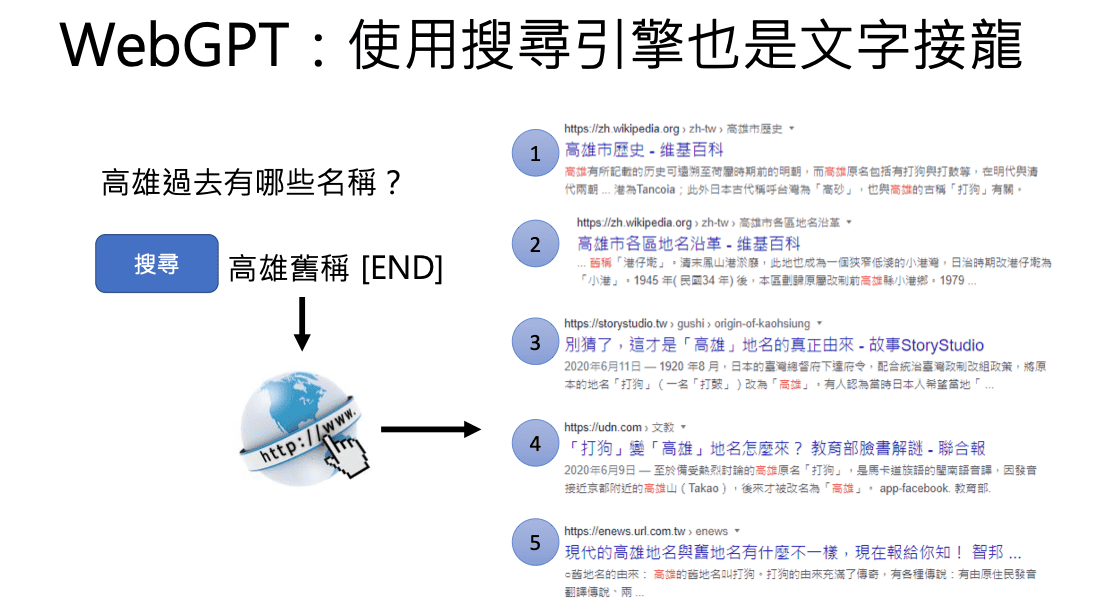 WebGPT：使用搜尋引擎也是文字接龍
高雄過去有哪些名稱？
搜尋 高雄舊稱 [END]
http://www.
1
https://zh.wikipedia.org › zh-tw › 高雄市歷史
高雄市歷史 - 维基百科
高雄有所記載的历史可遠溯至荷屬時期前的明朝，而高雄原名包括有打狗與打鼓等，在明代與清
代兩朝 ... 港為Tancoia；此外日本古代稱呼台灣為「高砂」，也與高雄的古稱「打狗」有關。
2
https://zh.wikipedia.org › zh-tw › 高雄市各區地名沿革
高雄市各區地名沿革 - 维基百科
... 舊稱「港仔墘」。清末鳳山港淤廢，此地也成為一個狹窄低淺的小港灣，日治時期改港仔墘為
「小港」。1945 年( 民國34 年) 後，本區劃歸原屬改制前高雄縣小港鄉。1979 ...
3
https://storystudio.tw › gushi › origin-of-kaohsiung
別猜了，這才是「高雄」地名的真正由來 - 故事StoryStudio
2020年6月11日 — 1920 年8 月，日本的臺灣總督府下達府令，配合統治臺灣政制改組政策，將原
本的地名「打狗」（一名「打鼓」）改為「高雄」。有人認為當時日本人希望當地「 ...
4
https://udn.com › 文教
「打狗」變「高雄」地名怎麼來？ 教育部臉書解謎 - 聯合報
2020年6月9日 — 至於備受熱烈討論的高雄原名「打狗」，是馬卡道族語的閩南語音譯，因發音
接近京都附近的高雄山（Takao），後來才被改名為「高雄」。 app-facebook. 教育部.
5
https://enews.url.com.tw › enews
現代的高雄地名與舊地名有什麼不一樣，現在報給你知！ 智邦 ...
○舊地名的由來： 高雄的舊地名叫打狗。打狗的由來充滿了傳奇，有各種傳說：有由原住民發音
翻譯傳說、兩 ...